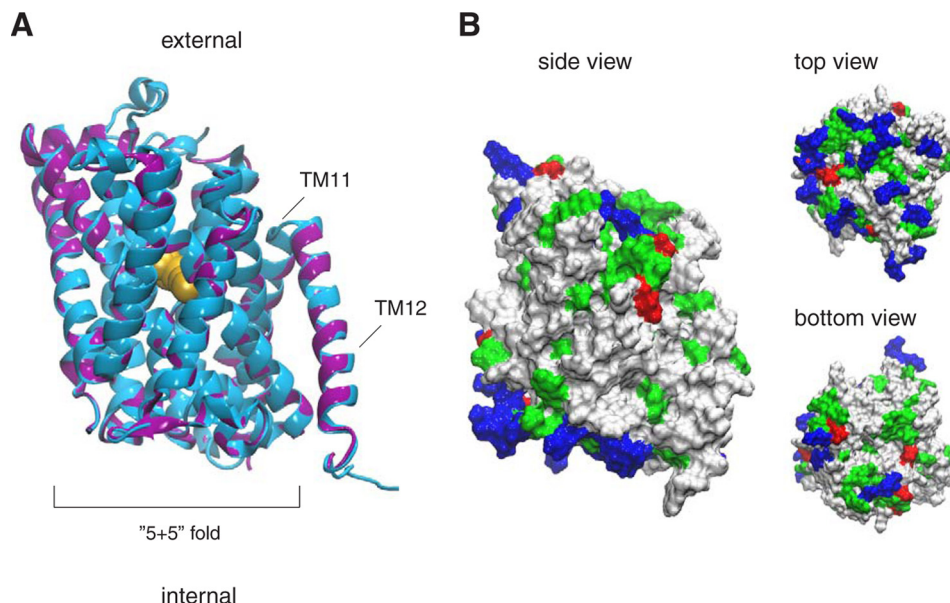 A
external
TM11
TM12
"5+5" fold
internal
B
side view
top view
bottom view